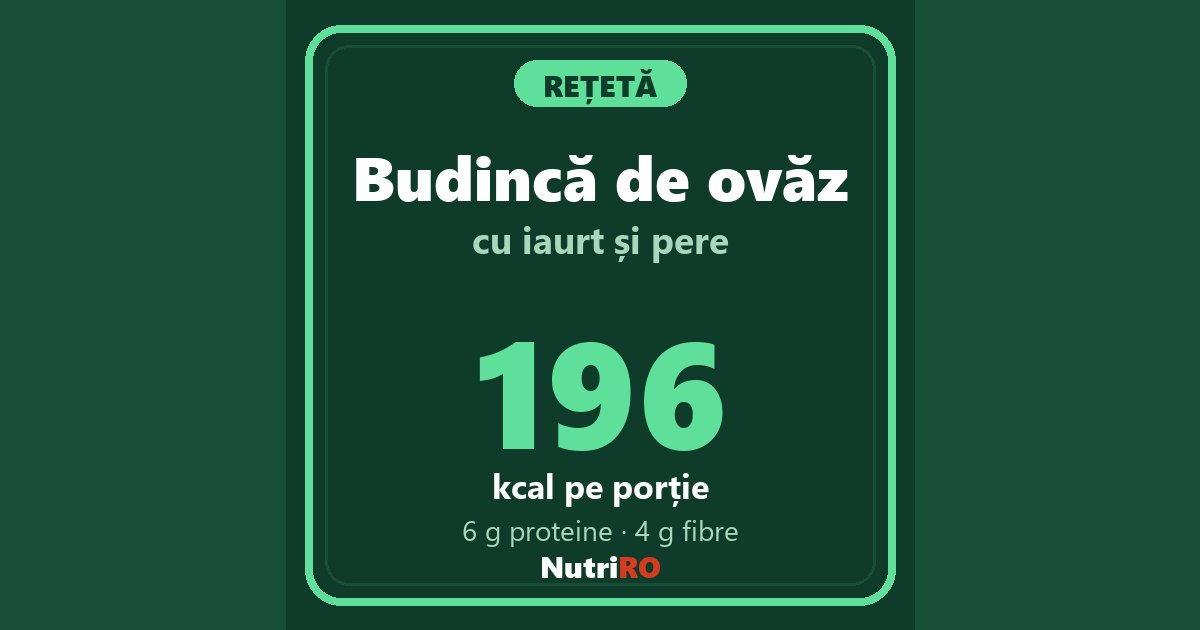 REȚETĂ
Budincă de ovăz
cu iaurt și pere
196
kcal pe porție
6 g proteine · 4 g fibre
NutriRO